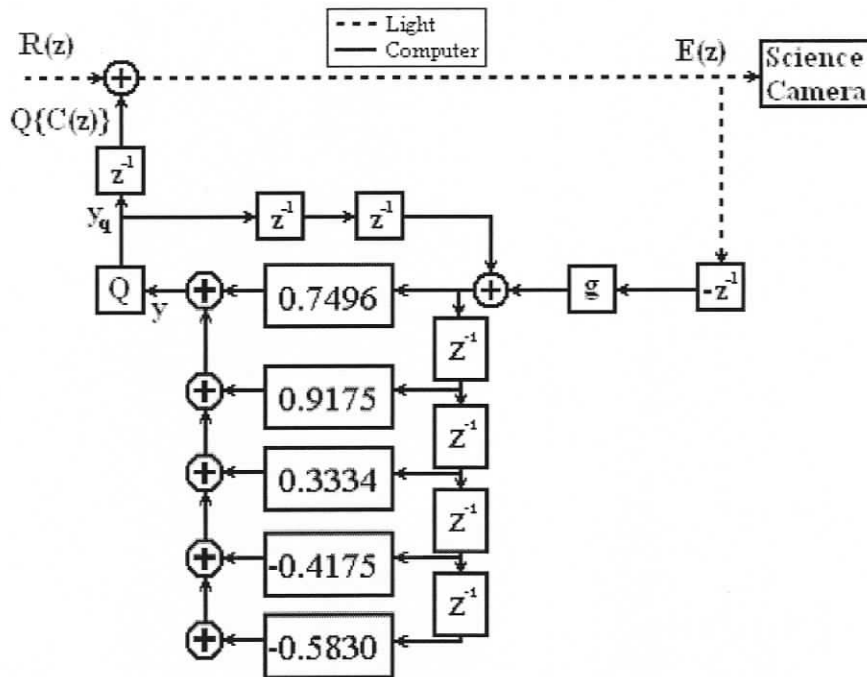 Light
Computer
R(z)
E(z)
Science
Camera
Q{C(z)}
z⁻¹
y_q
z⁻¹
z⁻¹
Q
y
0.7496
g
-z⁻¹
z⁻¹
0.9175
z⁻¹
0.3334
z⁻¹
-0.4175
z⁻¹
-0.5830